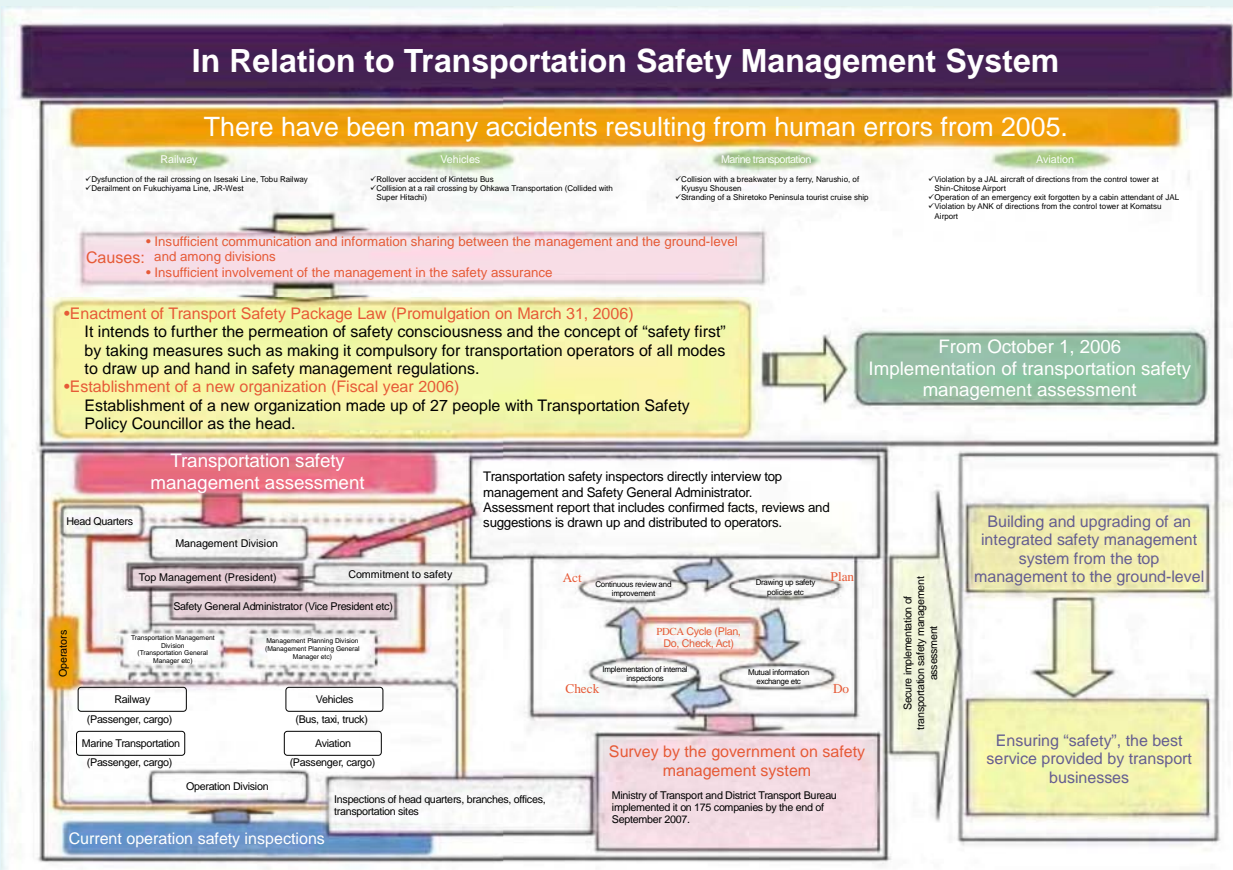 In Relation to Transportation Safety Management System
There have been many accidents resulting from human errors from 2005.
Railway
✓Dysfunction of the rail crossing on Isesaki Line, Tobu Railway
✓Derailment on Fukuchiyama Line, JR-West
Vehicles
✓Rollover accident of Kintetsu Bus
✓Collision at a rail crossing by Ohkawa Transportation (Collided with
Super Hitachi)
Marine transportation
✓Collision with a breakwater by a ferry, Narushio, of
Kyusyu Shousen
✓Stranding of a Shiretoko Peninsula tourist cruise ship
Aviation
✓Violation by a JAL aircraft of directions from the control tower at
Shin-Chitose Airport
✓Operation of an emergency exit forgotten by a cabin attendant of JAL
✓Violation by ANK of directions from the control tower at Komatsu
Airport
Causes:
• Insufficient communication and information sharing between the management and the ground-level
and among divisions
• Insufficient involvement of the management in the safety assurance
•Enactment of Transport Safety Package Law (Promulgation on March 31, 2006)
It intends to further the permeation of safety consciousness and the concept of “safety first”
by taking measures such as making it compulsory for transportation operators of all modes
to draw up and hand in safety management regulations.
•Establishment of a new organization (Fiscal year 2006)
Establishment of a new organization made up of 27 people with Transportation Safety
Policy Councillor as the head.
From October 1, 2006
Implementation of transportation safety
management assessment
Transportation safety
management assessment
Head Quarters
Management Division
Top Management (President)
Commitment to safety
Safety General Administrator (Vice President etc)
Transportation Management
Division
(Transportation General
Manager etc)
Management Planning Division
(Management Planning General
Manager etc)
Operators
Railway
(Passenger, cargo)
Vehicles
(Bus, taxi, truck)
Marine Transportation
(Passenger, cargo)
Aviation
(Passenger, cargo)
Operation Division
Current operation safety inspections
Inspections of head quarters, branches, offices,
transportation sites
Transportation safety inspectors directly interview top
management and Safety General Administrator.
Assessment report that includes confirmed facts, reviews and
suggestions is drawn up and distributed to operators.
Act
Continuous review and
improvement
Drawing up safety
policies etc
Plan
PDCA Cycle (Plan,
Do, Check, Act)
Implementation of internal
inspections
Check
Mutual information
exchange etc
Do
Survey by the government on safety
management system
Ministry of Transport and District Transport Bureau
implemented it on 175 companies by the end of
September 2007.
Secure implementation of
transportation safety management
assessment
Building and upgrading of an
integrated safety management
system from the top
management to the ground-level
Ensuring “safety”, the best
service provided by transport
businesses